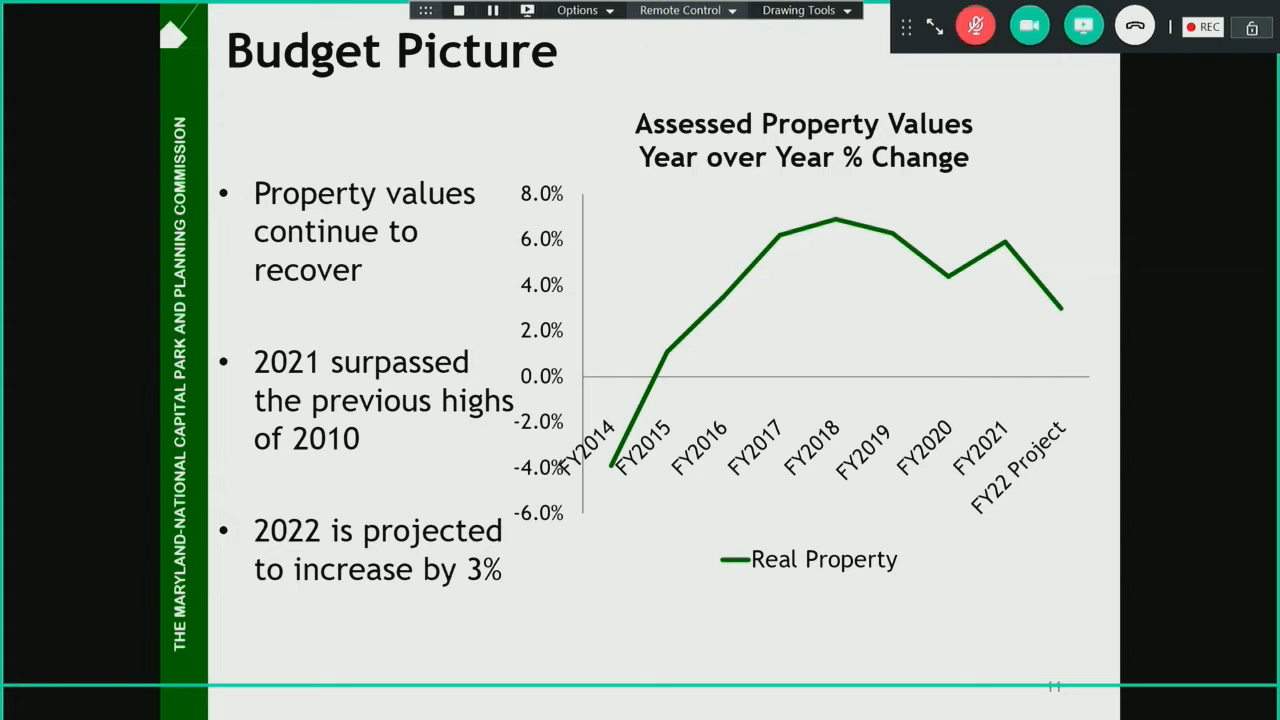 Options
Remote Control
Drawing Tools
REC
Budget Picture
THE MARYLAND-NATIONAL CAPITAL PARK AND PLANNING COMMISSION
• Property values
continue to
recover
• 2021 surpassed
the previous highs
of 2010
• 2022 is projected
to increase by 3%
Assessed Property Values
Year over Year % Change
8.0%
6.0%
4.0%
2.0%
0.0%
-2.0%
-4.0%
-6.0%
FY2014
FY2015
FY2016
FY2017
FY2018
FY2019
FY2020
FY2021
FY22 Project
Real Property
11